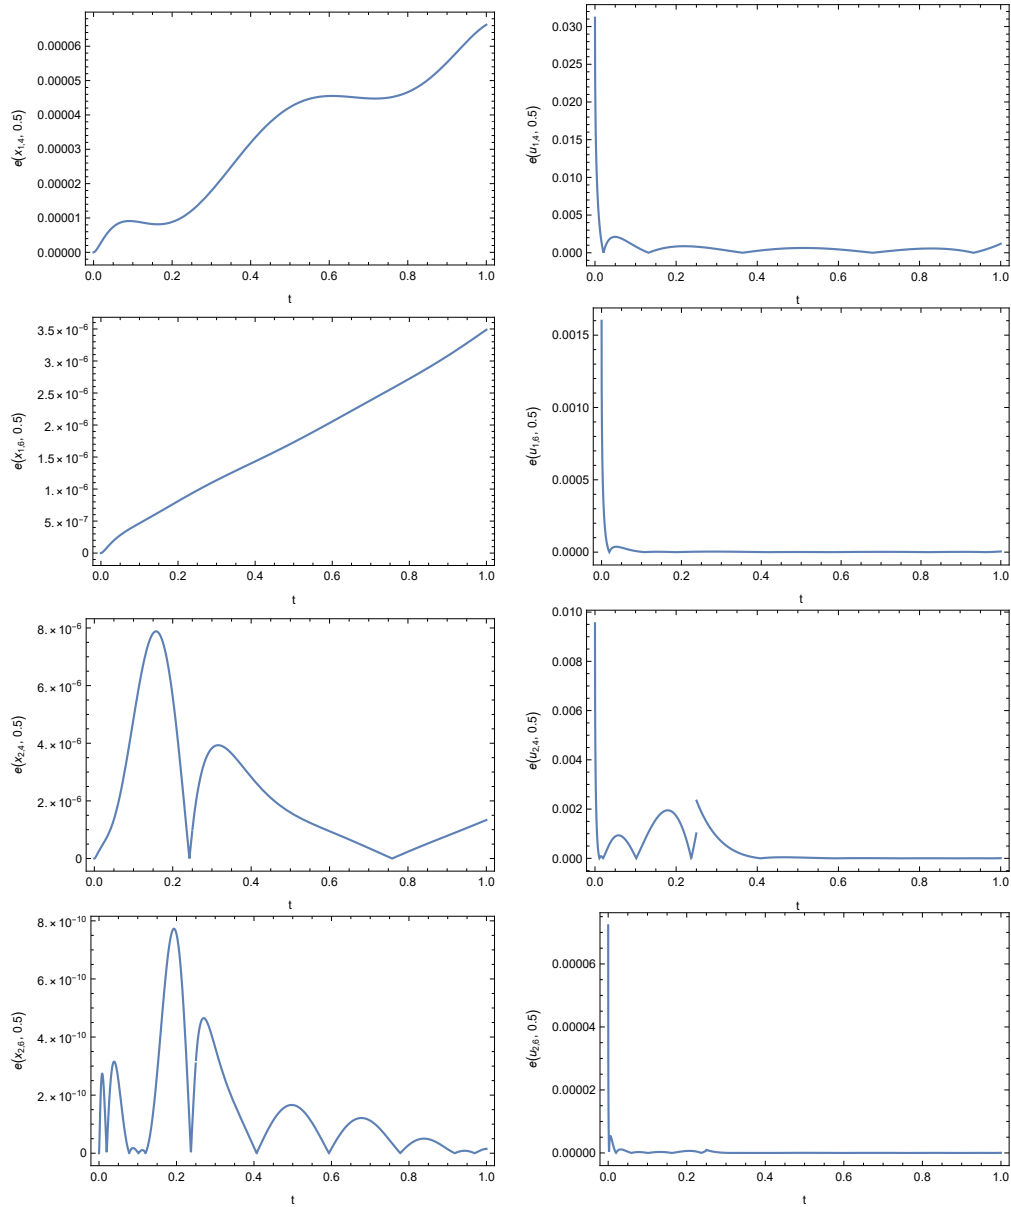 e(x1,4, 0.5)
0.00006
0.00005
0.00004
0.00003
0.00002
0.00001
0.00000
0.0 0.2 0.4 0.6 0.8 1.0
t
e(u1,4, 0.5)
0.030
0.025
0.020
0.015
0.010
0.005
0.000
0.0 0.2 0.4 0.6 0.8 1.0
t
e(x1,6, 0.5)
3.5×10⁻⁶
3.×10⁻⁶
2.5×10⁻⁶
2.×10⁻⁶
1.5×10⁻⁶
1.×10⁻⁶
5.×10⁻⁷
0
0.0 0.2 0.4 0.6 0.8 1.0
t
e(u1,6, 0.5)
0.0015
0.0010
0.0005
0.0000
0.0 0.2 0.4 0.6 0.8 1.0
t
e(x2,4, 0.5)
8.×10⁻⁶
6.×10⁻⁶
4.×10⁻⁶
2.×10⁻⁶
0
0.0 0.2 0.4 0.6 0.8 1.0
t
e(u2,4, 0.5)
0.010
0.008
0.006
0.004
0.002
0.000
0.0 0.2 0.4 0.6 0.8 1.0
t
e(x2,6, 0.5)
8.×10⁻¹⁰
6.×10⁻¹⁰
4.×10⁻¹⁰
2.×10⁻¹⁰
0
0.0 0.2 0.4 0.6 0.8 1.0
t
e(u2,6, 0.5)
0.00006
0.00004
0.00002
0.00000
0.0 0.2 0.4 0.6 0.8 1.0
t